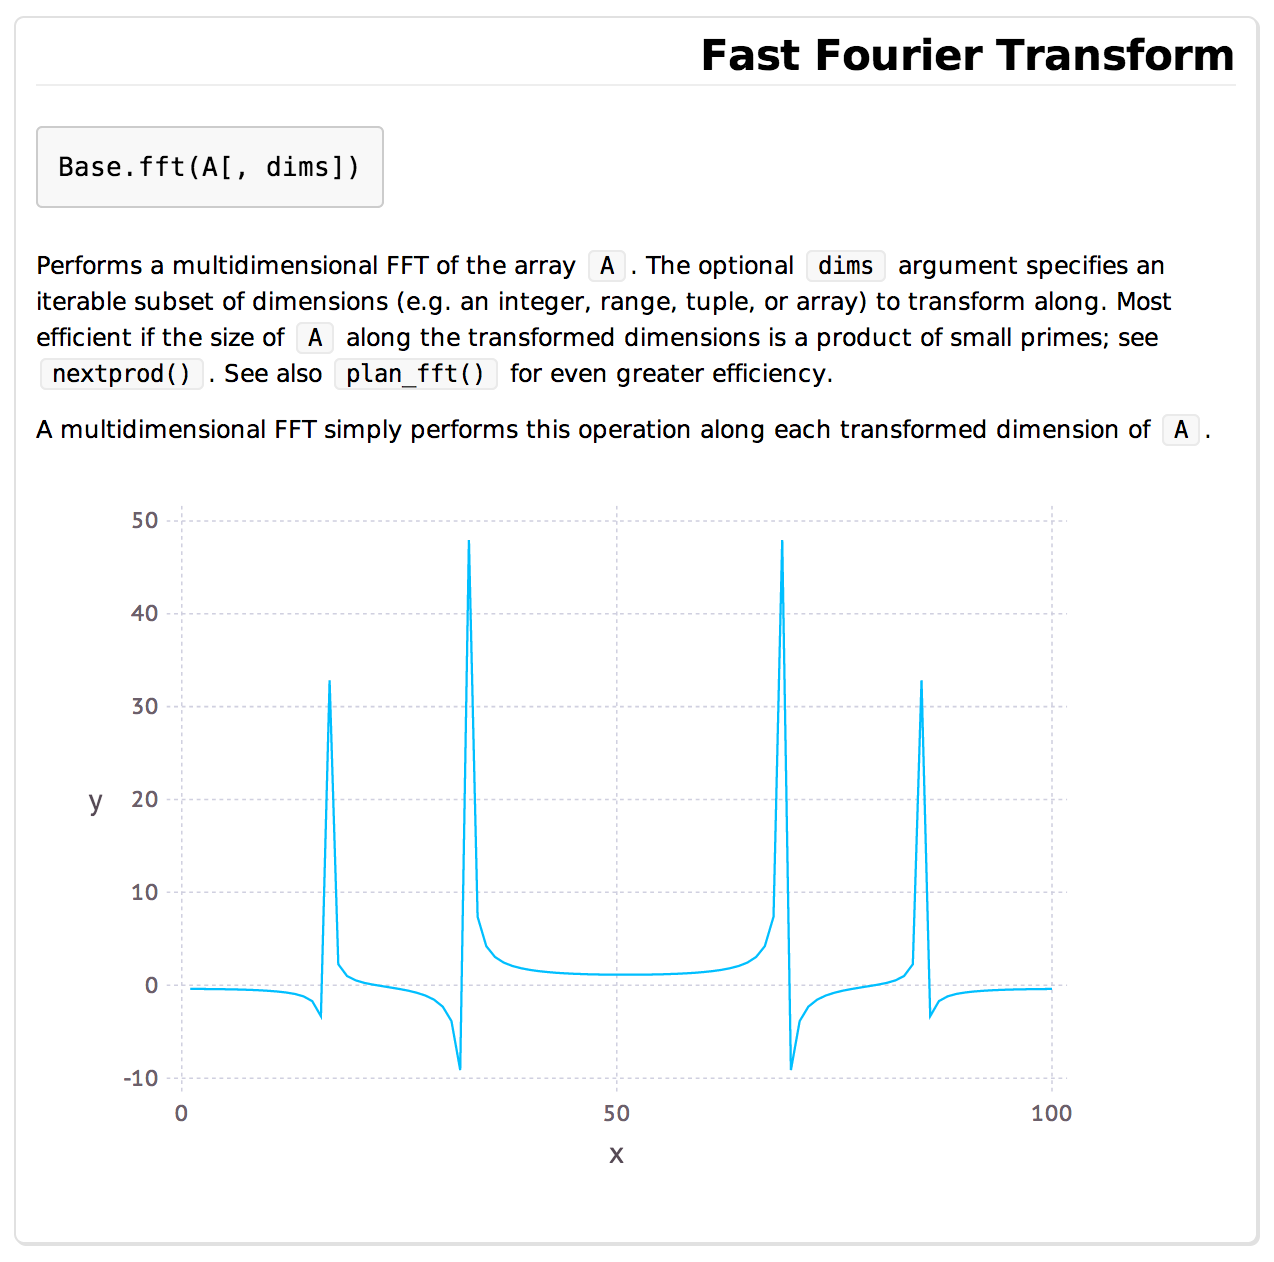 Fast Fourier Transform
Base.fft(A[, dims])
Performs a multidimensional FFT of the array A . The optional dims argument specifies an
iterable subset of dimensions (e.g. an integer, range, tuple, or array) to transform along. Most
efficient if the size of A along the transformed dimensions is a product of small primes; see
nextprod() . See also plan_fft() for even greater efficiency.
A multidimensional FFT simply performs this operation along each transformed dimension of A .
50
40
30
y 20
10
0
-10
0 50 100
x